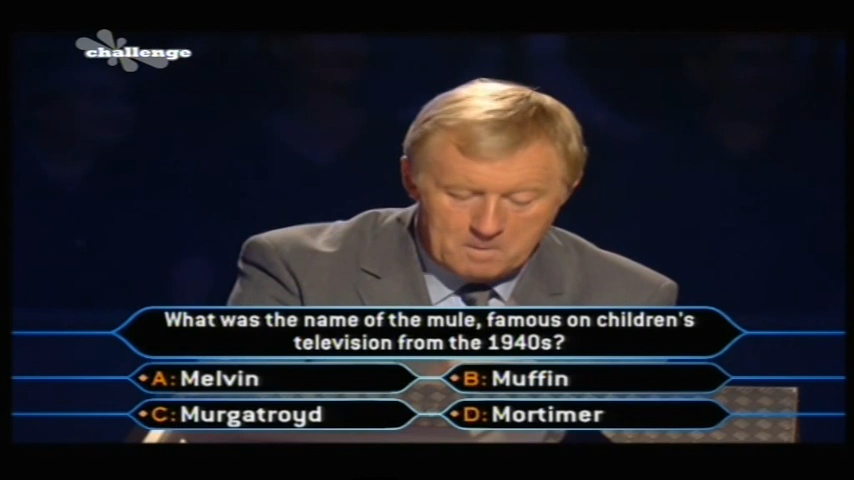 challenge
What was the name of the mule, famous on children's
television from the 1940s?
A: Melvin
B: Muffin
C: Murgatroyd
D: Mortimer